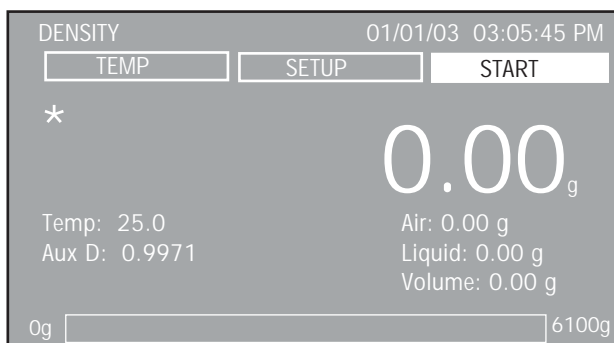 DENSITY 01/01/03 03:05:45 PM
TEMP SETUP START
*
0.00g
Temp: 25.0 Air: 0.00 g
Aux D: 0.9971 Liquid: 0.00 g
Volume: 0.00 g
0g 6100g